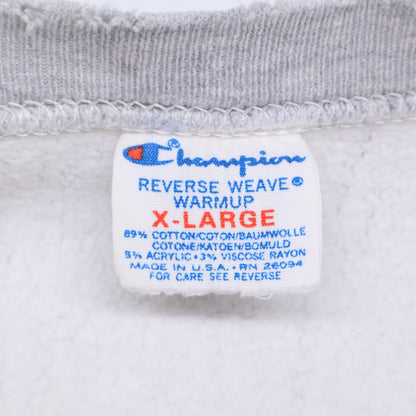 Champion
REVERSE WEAVE®
WARMUP
X-LARGE
89% COTTON/COTON/BAUMWOLLE
COTONE/KATOEN/BOMULD
8% ACRYLIC • 3% VISCOSE RAYON
MADE IN U.S.A. • RN 26094
FOR CARE SEE REVERSE